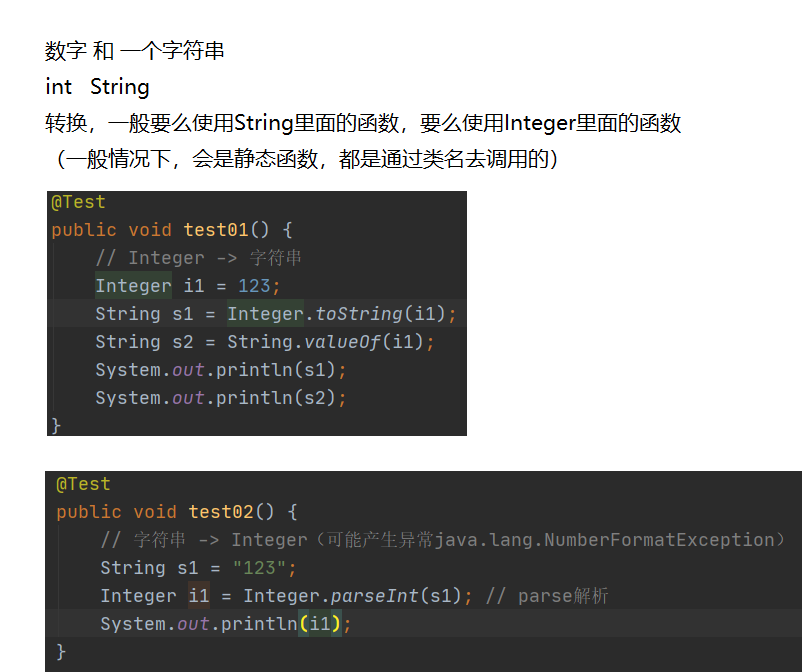 数字 和 一个字符串
int String
转换，一般要么使用String里面的函数，要么使用Integer里面的函数
（一般情况下，会是静态函数，都是通过类名去调用的）
@Test
public void test01() {
// Integer -> 字符串
Integer i1 = 123;
String s1 = Integer.toString(i1);
String s2 = String.valueOf(i1);
System.out.println(s1);
System.out.println(s2);
}
@Test
public void test02() {
// 字符串 -> Integer（可能产生异常java.lang.NumberFormatException）
String s1 = "123";
Integer i1 = Integer.parseInt(s1); // parse解析
System.out.println(i1);
}